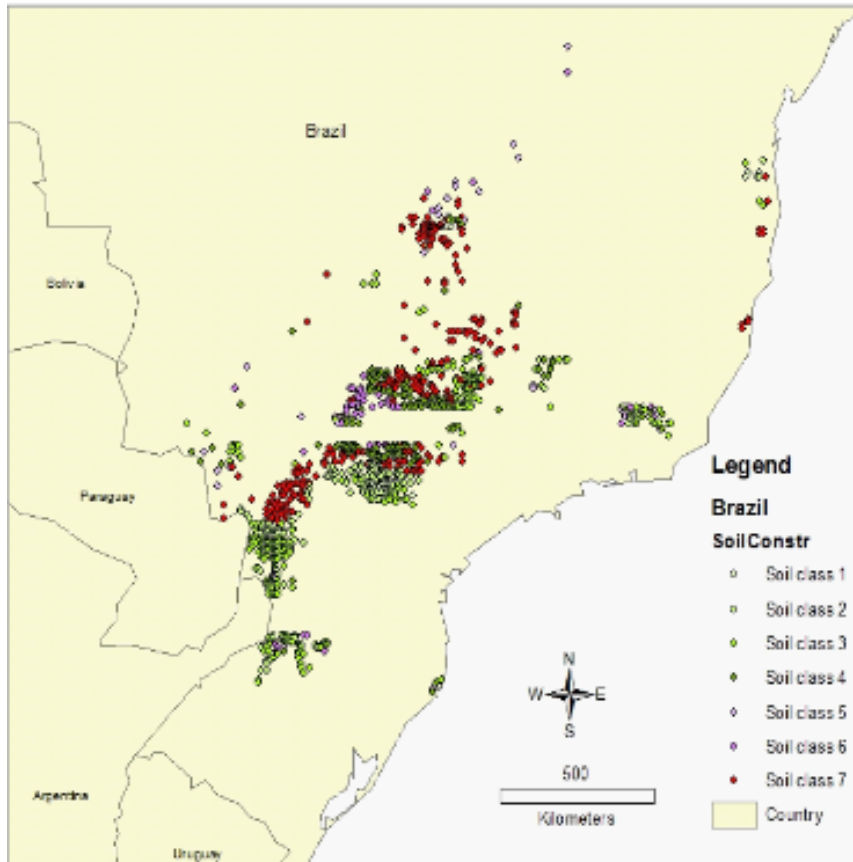 Brazil
Bolivia
Paraguay
Argentina
Uruguay
Legend
Brazil
SoilConstr
Soil class 1
Soil class 2
Soil class 3
Soil class 4
Soil class 5
Soil class 6
Soil class 7
Country
N
W E
S
500
Kilometers